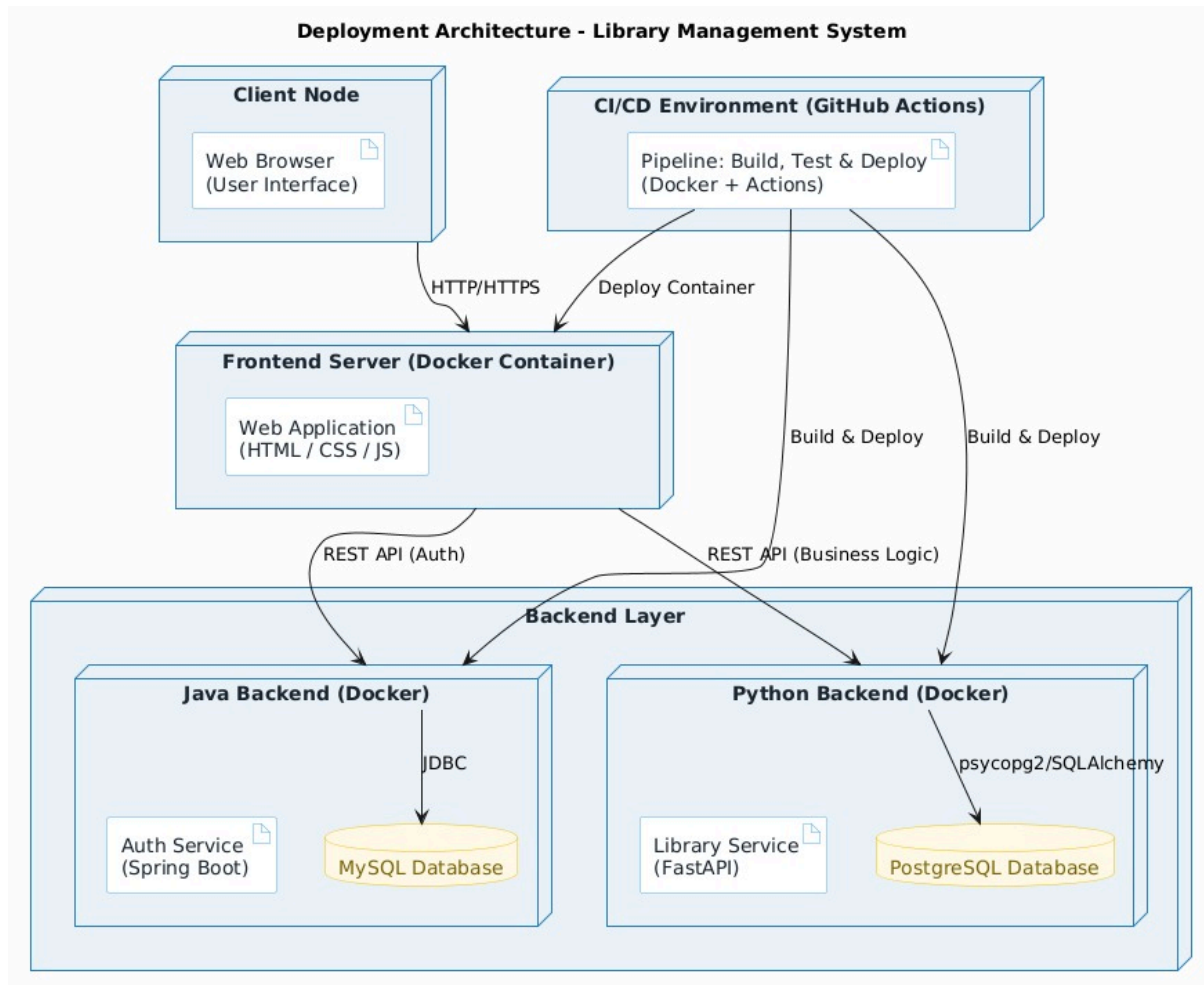 Deployment Architecture - Library Management System
Client Node
Web Browser
(User Interface)
CI/CD Environment (GitHub Actions)
Pipeline: Build, Test & Deploy
(Docker + Actions)
HTTP/HTTPS
Deploy Container
Frontend Server (Docker Container)
Web Application
(HTML / CSS / JS)
Build & Deploy
Build & Deploy
REST API (Auth)
REST API (Business Logic)
Backend Layer
Java Backend (Docker)
JDBC
Auth Service
(Spring Boot)
MySQL Database
Python Backend (Docker)
psycopg2/SQLAlchemy
Library Service
(FastAPI)
PostgreSQL Database